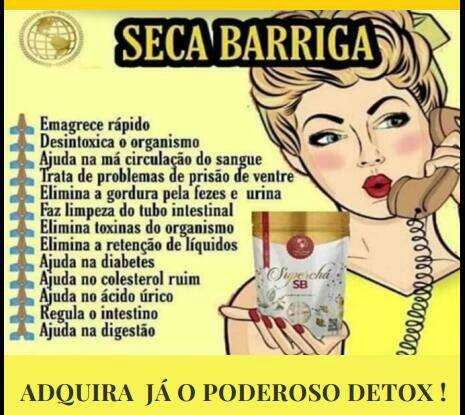 SECA BARRIGA
Emagrece rápido
Desintoxica o organismo
Ajuda na má circulação do sangue
Trata de problemas de prisão de ventre
Elimina a gordura pela fezes e urina
Faz limpeza do tubo intestinal
Elimina toxinas do organismo
Elimina a retenção de líquidos
Ajuda na diabetes
Ajuda no colesterol ruim
Ajuda no ácido úrico
Regula o intestino
Ajuda na digestão
Superchá
SB
ADQUIRA JÁ O PODEROSO DETOX !